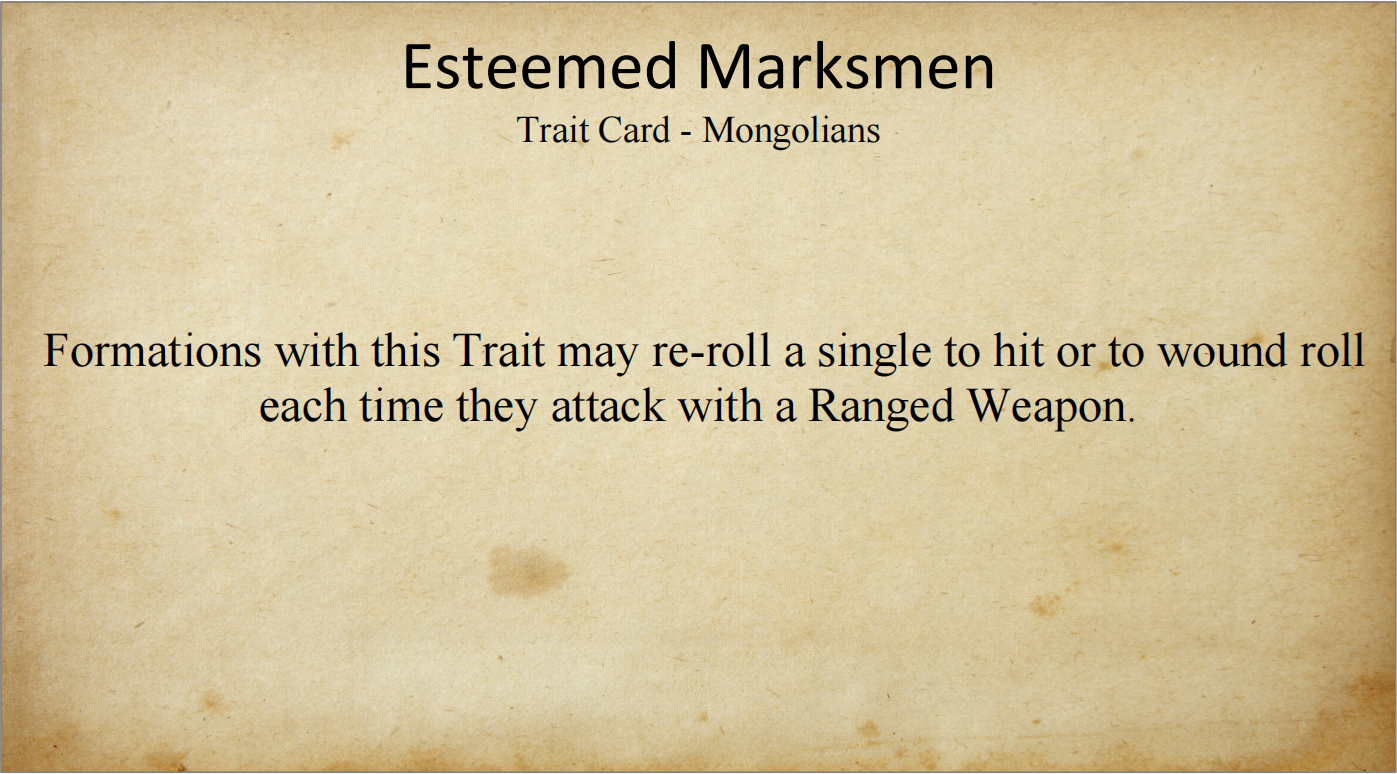 Esteemed Marksmen
Trait Card - Mongolians
Formations with this Trait may re-roll a single to hit or to wound roll
each time they attack with a Ranged Weapon.